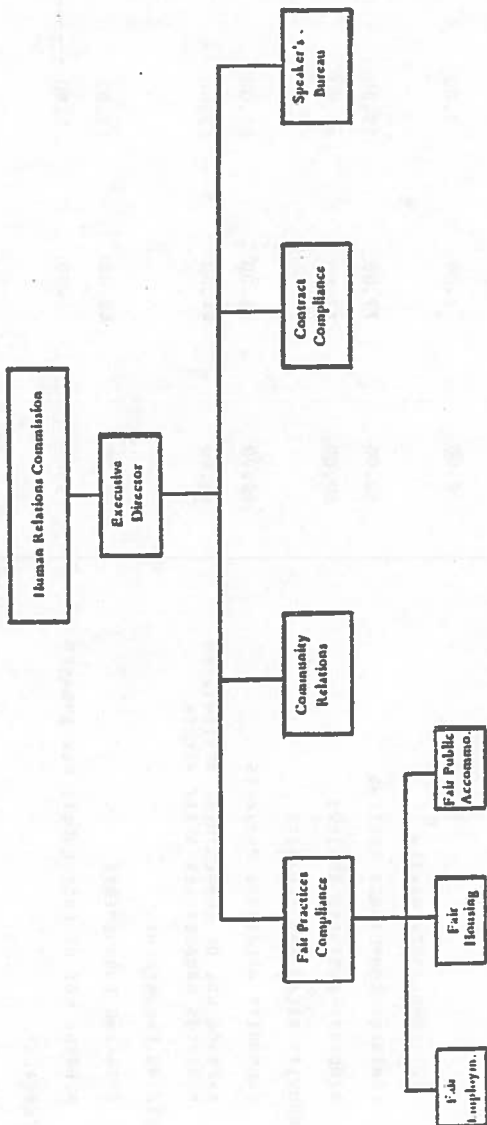 Human Relations Commission
Executive
Director
Fair Practices
Compliance
Community
Relations
Contract
Compliance
Speaker's
Bureau
Fair
Employm.
Fair
Housing
Fair Public
Accommo.